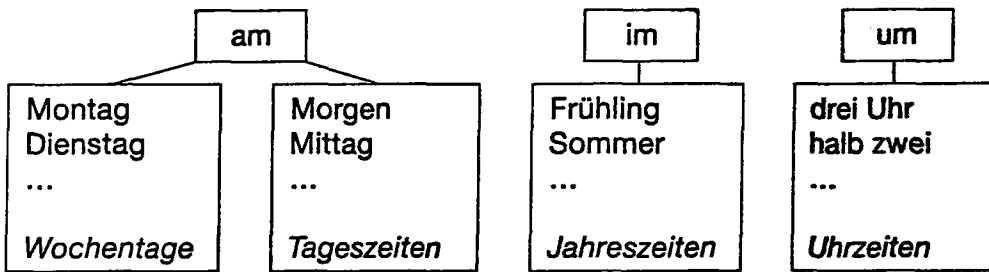 am
im
um
Montag
Dienstag
...
Wochentage
Morgen
Mittag
...
Tageszeiten
Frühling
Sommer
...
Jahreszeiten
drei Uhr
halb zwei
...
Uhrzeiten